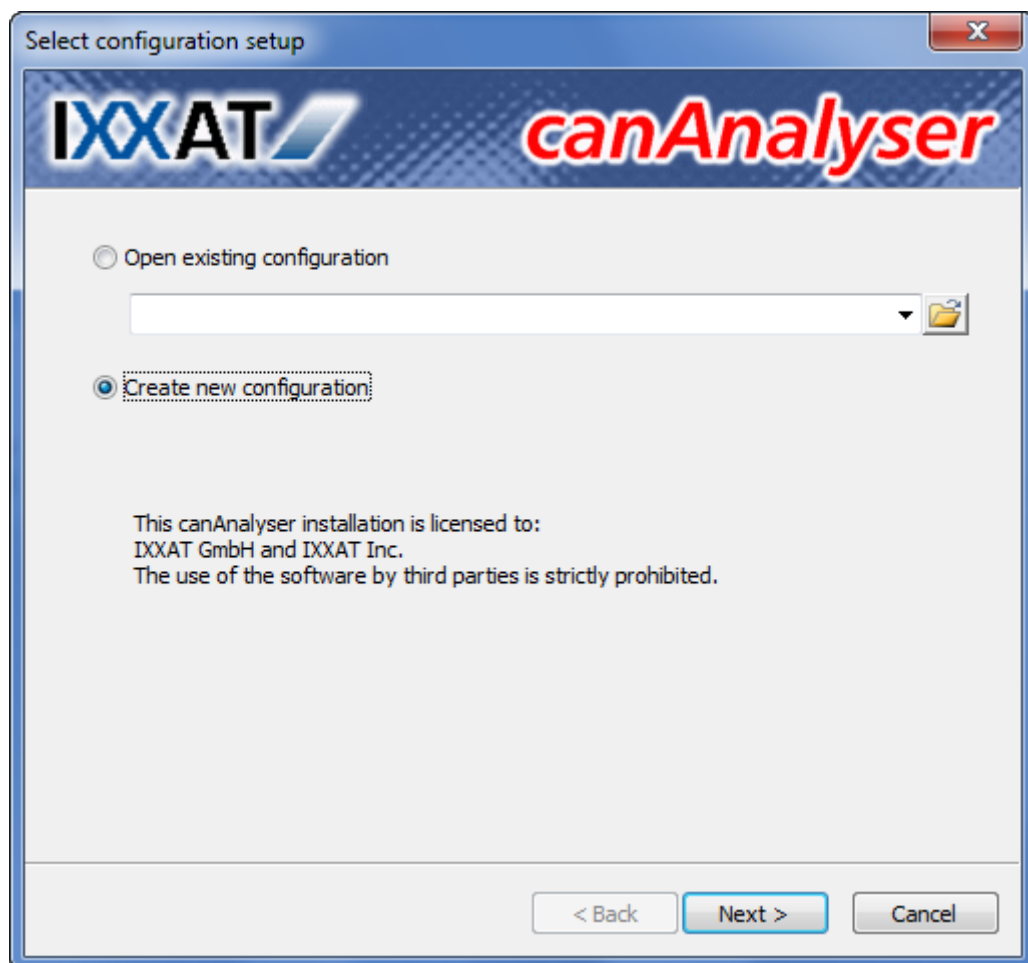 Select configuration setup
IXXAT canAnalyser
Open existing configuration
Create new configuration
This canAnalyser installation is licensed to:
IXXAT GmbH and IXXAT Inc.
The use of the software by third parties is strictly prohibited.
< Back Next > Cancel